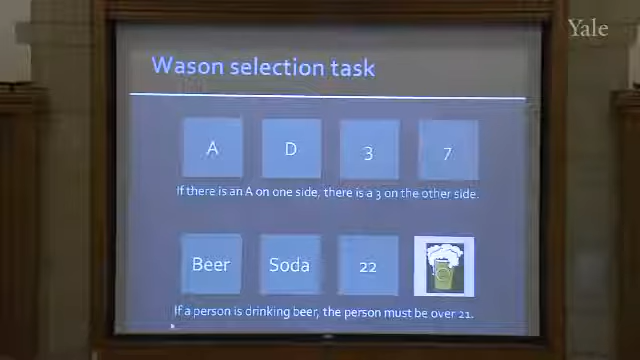 Yale
Wason selection task
A D 3 7
If there is an A on one side, there is a 3 on the other side.
Beer Soda 22
If a person is drinking beer, the person must be over 21.